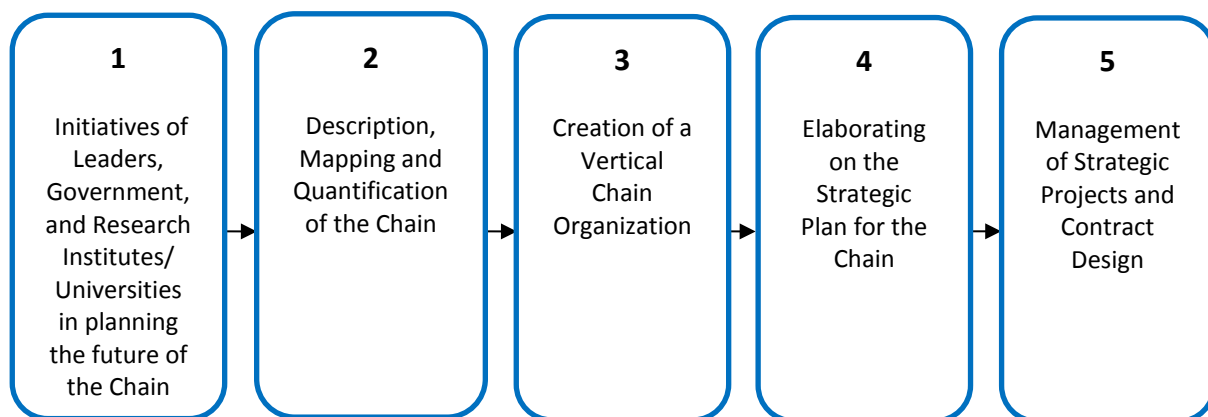 1
Initiatives of
Leaders,
Government,
and Research
Institutes/
Universities
in planning
the future of
the Chain
2
Description,
Mapping and
Quantification
of the Chain
3
Creation of a
Vertical
Chain
Organization
4
Elaborating
on the
Strategic
Plan for the
Chain
5
Management
of Strategic
Projects and
Contract
Design